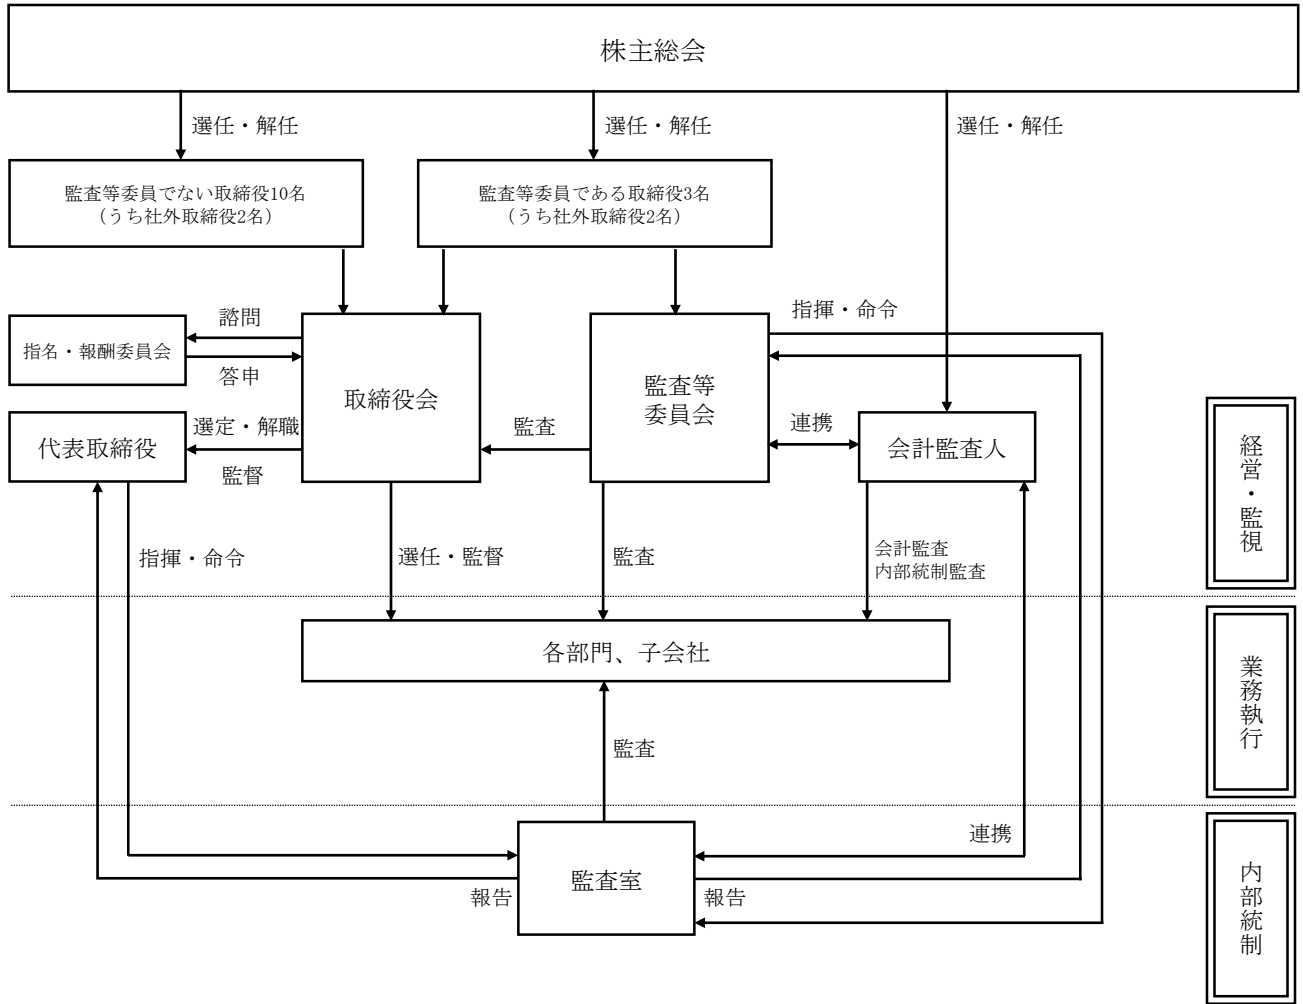 株主総会
選任・解任
選任・解任
選任・解任
監査等委員でない取締役10名
（うち社外取締役2名）
監査等委員である取締役3名
（うち社外取締役2名）
指名・報酬委員会
諮問
答申
取締役会
監査等
委員会
指揮・命令
代表取締役
選定・解職
監督
監査
連携
会計監査人
経営・監視
指揮・命令
選任・監督
監査
会計監査
内部統制監査
各部門、子会社
業務執行
監査
連携
監査室
報告
報告
内部統制